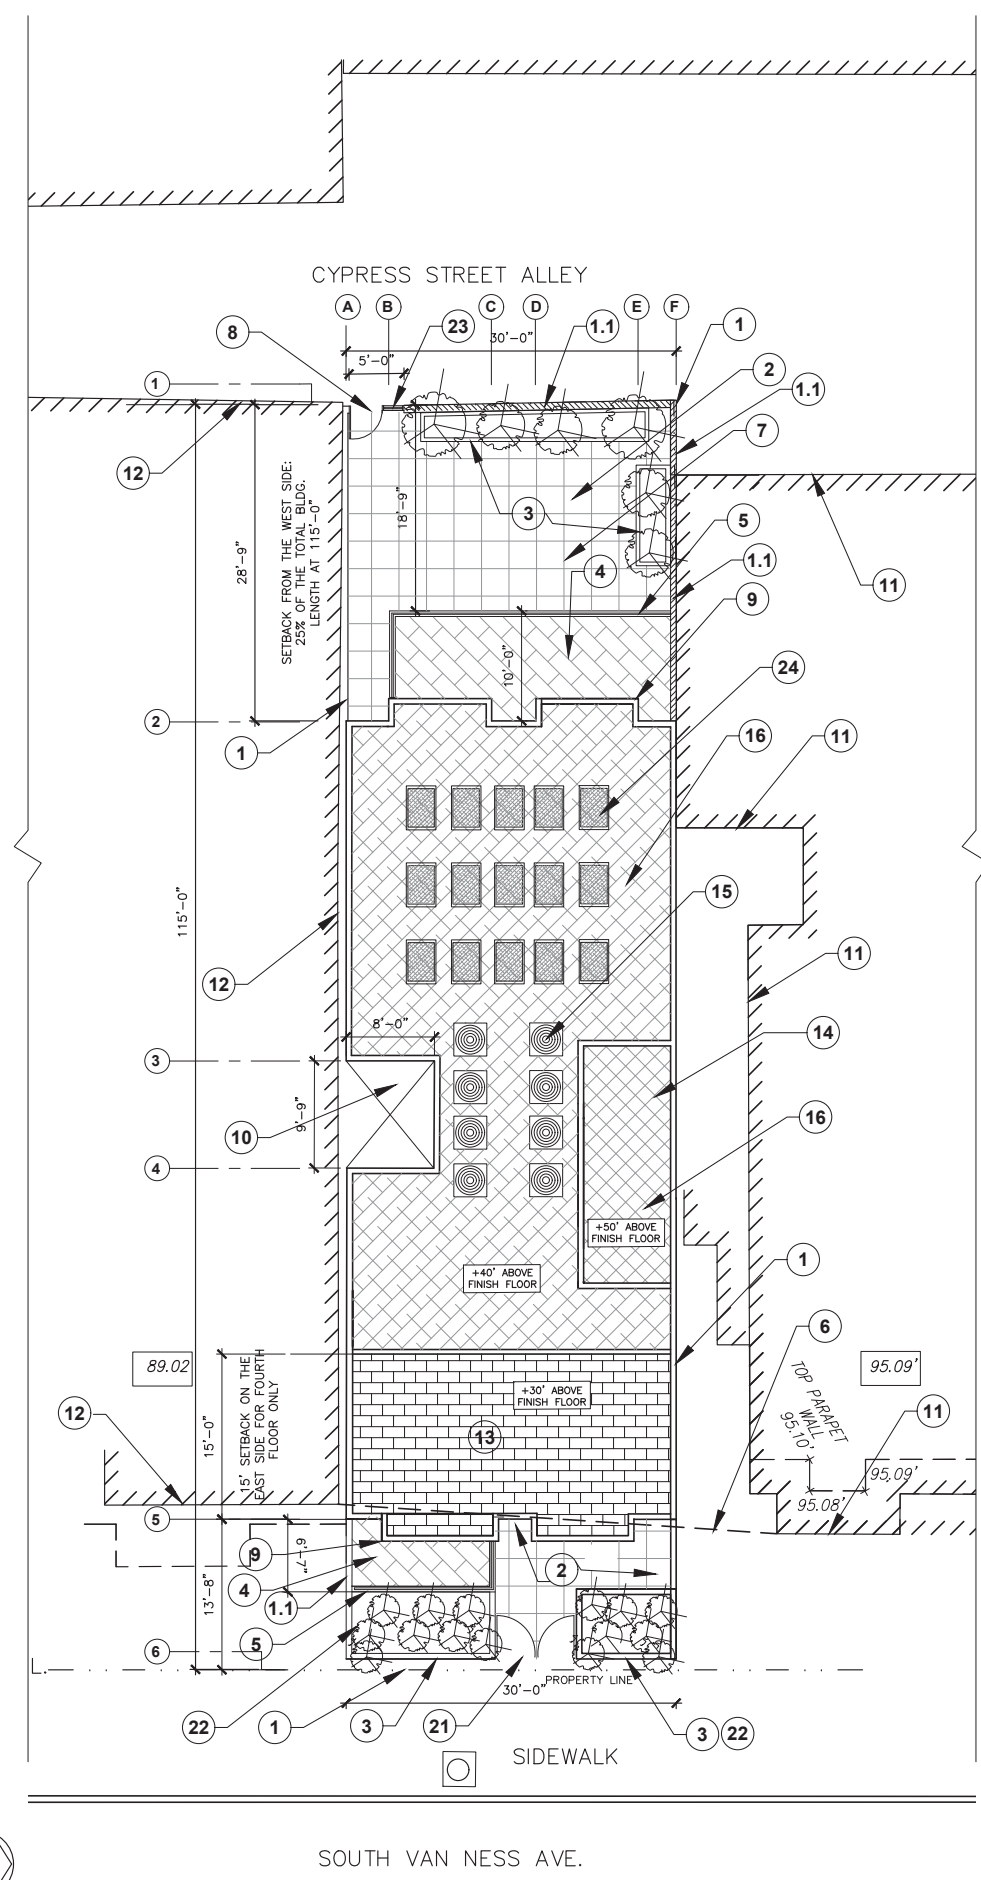 CYPRESS STREET ALLEY
A
B
C
D
E
F
8
23
1.1
1
30'-0"
5'-0"
2
1
1.1
12
7
SETBACK FROM THE WEST SIDE:
25% OF THE TOTAL BLDG.
LENGTH AT 115'-0"
18'-9"
3
5
28'-9"
4
1.1
11
9
10'-0"
24
2
1
16
11
15
115'-0"
12
11
8'-0"
14
3
10
9'-9"
16
4
+50' ABOVE
FINISH FLOOR
1
+40' ABOVE
FINISH FLOOR
6
89.02
15' SETBACK ON THE
EAST SIDE FOR FOURTH
FLOOR ONLY
95.09'
+30' ABOVE
FINISH FLOOR
TOP PARAPET
WALL
95.10'
12
15'-0"
13
11
95.09'
95.08'
5
9
6'-7"
2
4
13'-8"
1.1
5
6
PROPERTY LINE
30'-0"
22
1
3
21
3
22
SIDEWALK
SOUTH VAN NESS AVE.